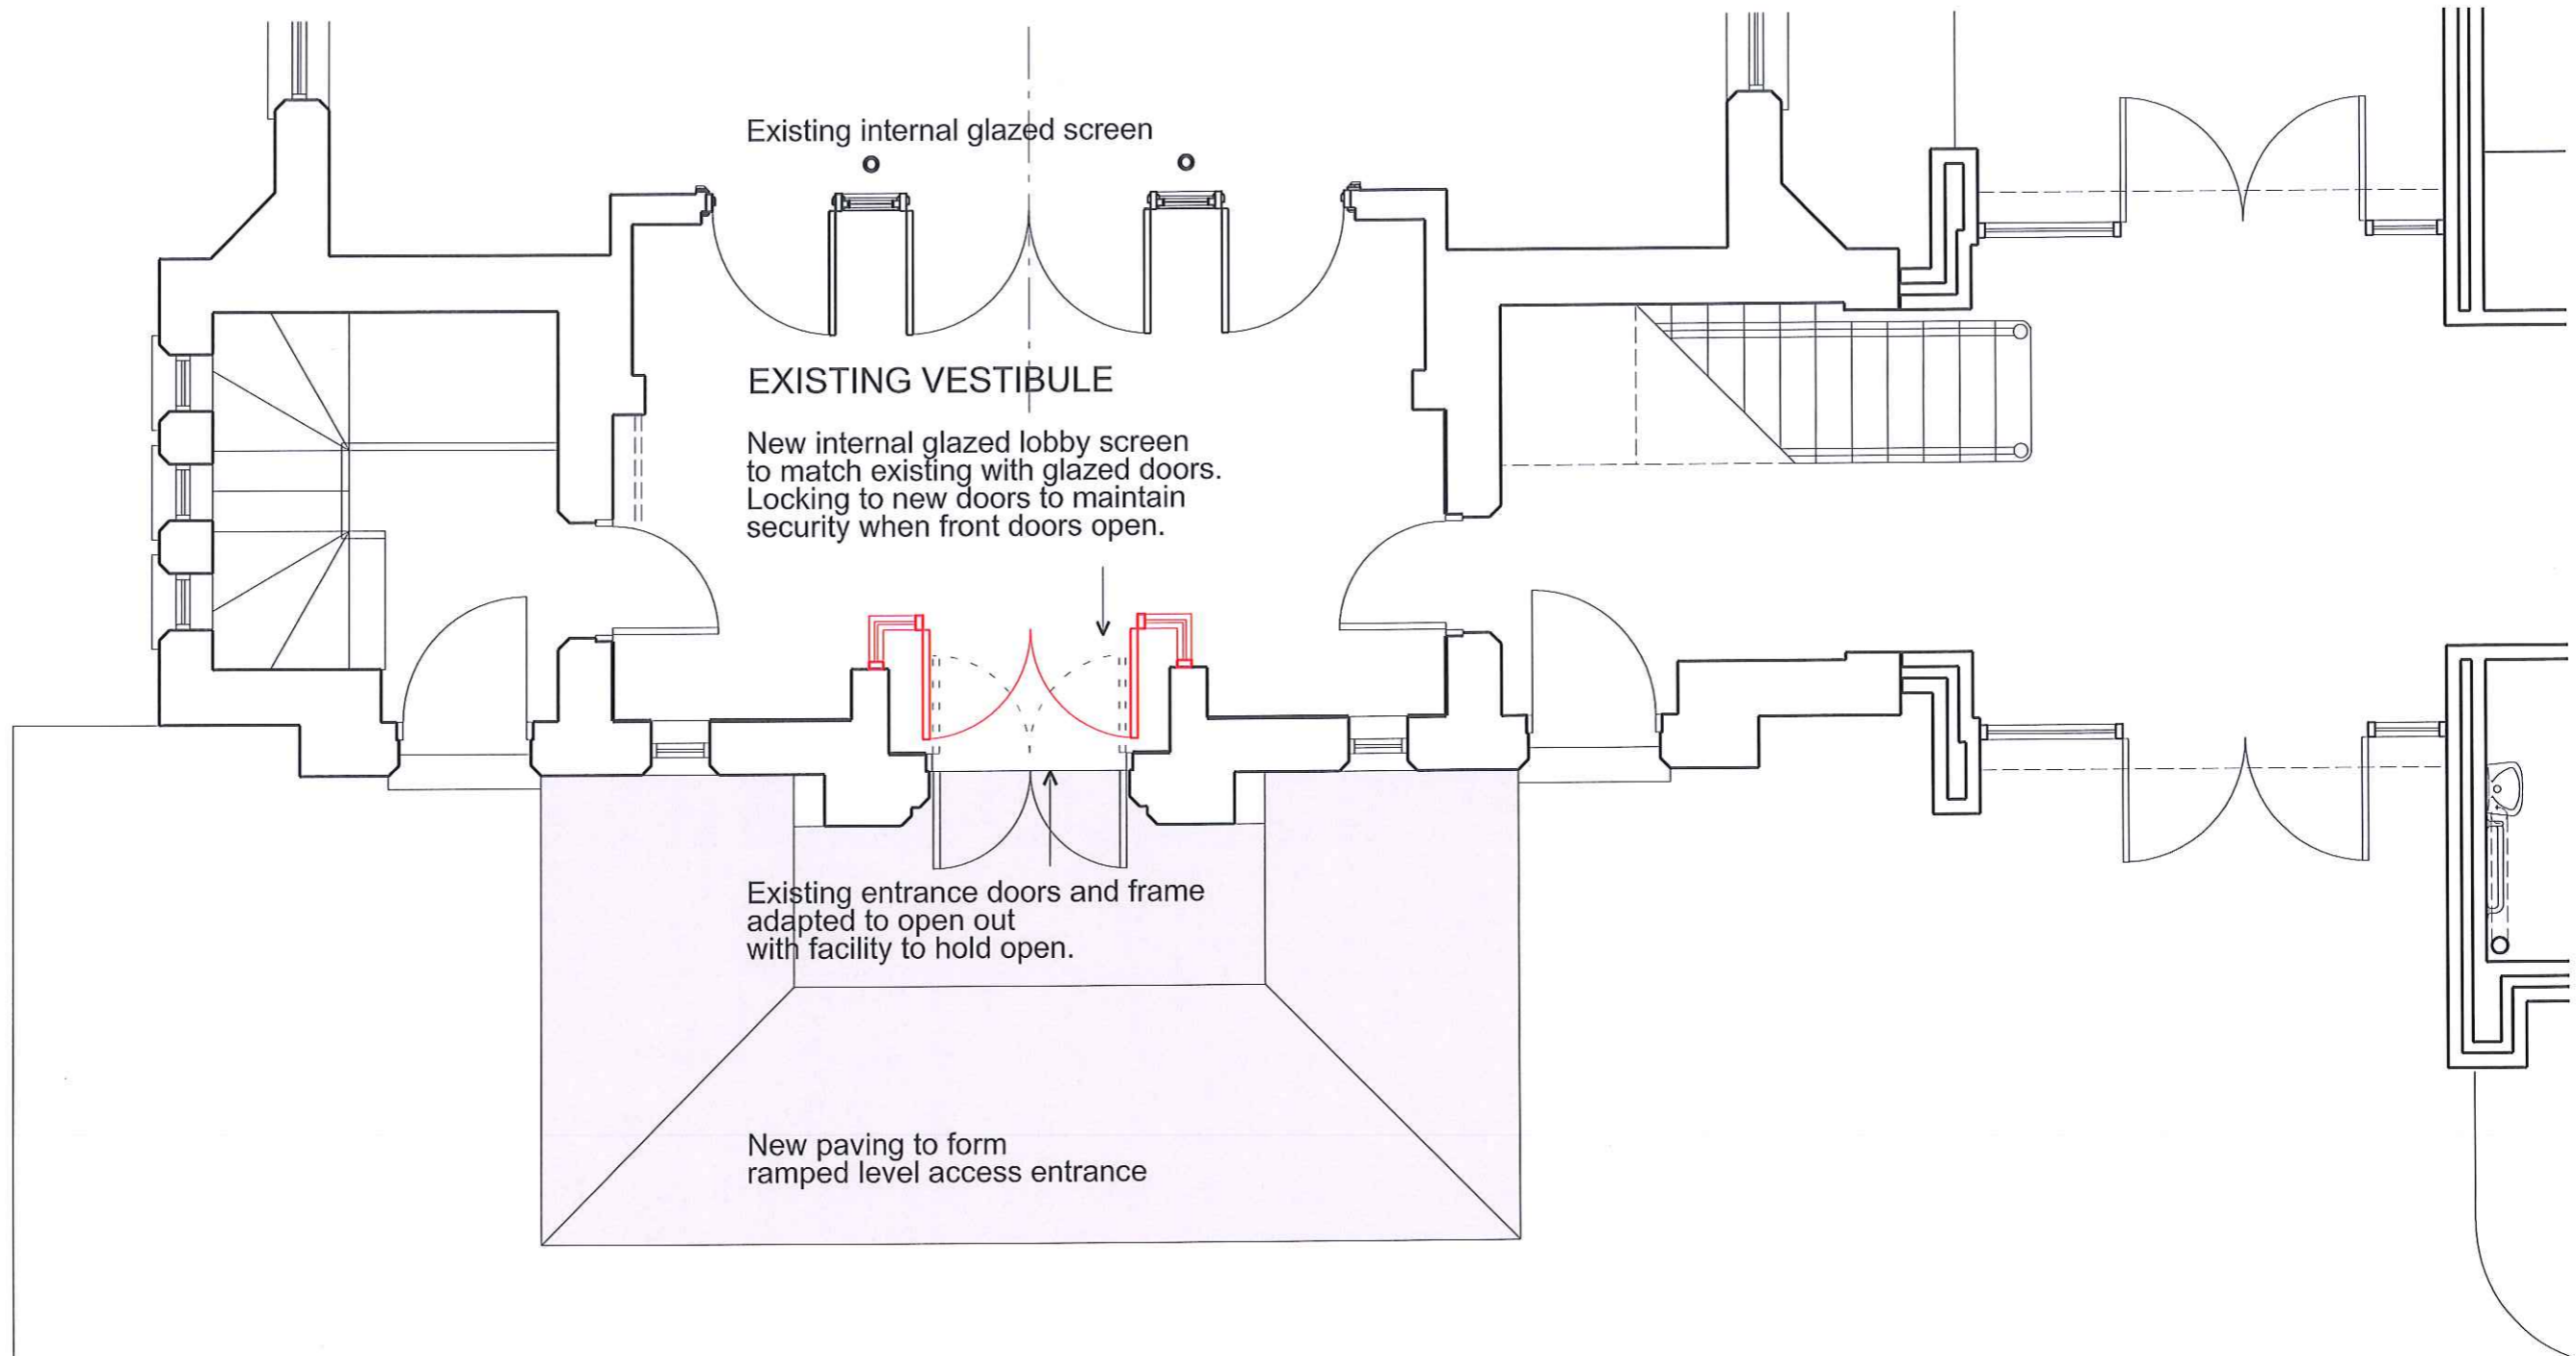 Existing internal glazed screen
EXISTING VESTIBULE
New internal glazed lobby screen
to match existing with glazed doors.
Locking to new doors to maintain
security when front doors open.
Existing entrance doors and frame
adapted to open out
with facility to hold open.
New paving to form
ramped level access entrance